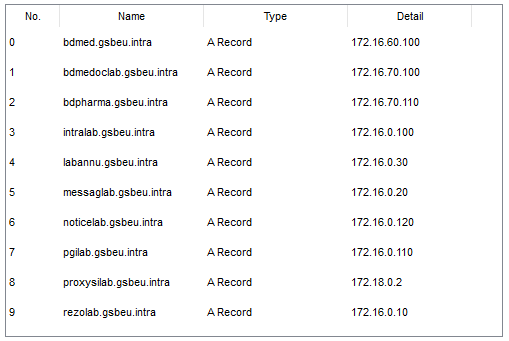 No. Name Type Detail
0 bdmed.gsbeu.intra A Record 172.16.60.100
1 bdmedoclab.gsbeu.intra A Record 172.16.70.100
2 bdpharma.gsbeu.intra A Record 172.16.70.110
3 intralab.gsbeu.intra A Record 172.16.0.100
4 labannu.gsbeu.intra A Record 172.16.0.30
5 messaglab.gsbeu.intra A Record 172.16.0.20
6 noticelab.gsbeu.intra A Record 172.16.0.120
7 pgilab.gsbeu.intra A Record 172.16.0.110
8 proxysilab.gsbeu.intra A Record 172.18.0.2
9 rezolab.gsbeu.intra A Record 172.16.0.10